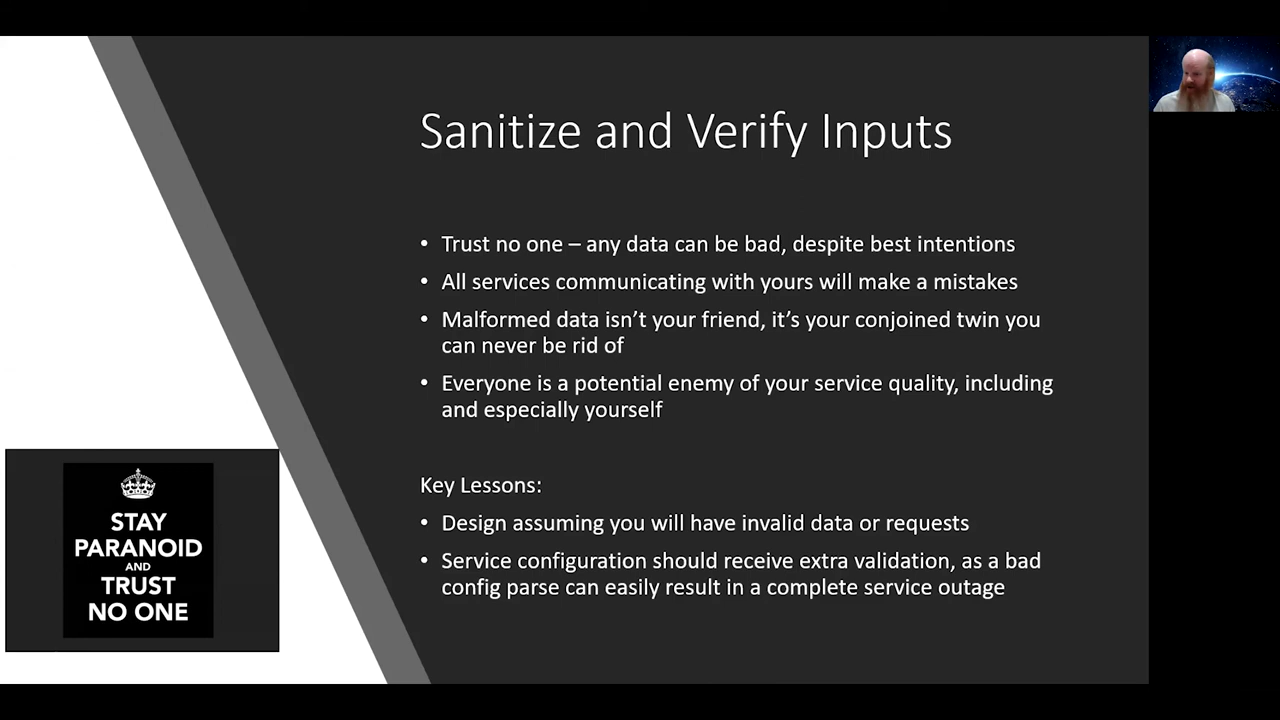 Sanitize and Verify Inputs
• Trust no one – any data can be bad, despite best intentions
• All services communicating with yours will make a mistakes
• Malformed data isn’t your friend, it’s your conjoined twin you
can never be rid of
• Everyone is a potential enemy of your service quality, including
and especially yourself
Key Lessons:
• Design assuming you will have invalid data or requests
• Service configuration should receive extra validation, as a bad
config parse can easily result in a complete service outage
STAY
PARANOID
AND
TRUST
NO ONE